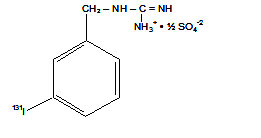 CH₂ – NH – C = NH
NH₃⁺ • ½ SO₄⁻²
¹³¹I